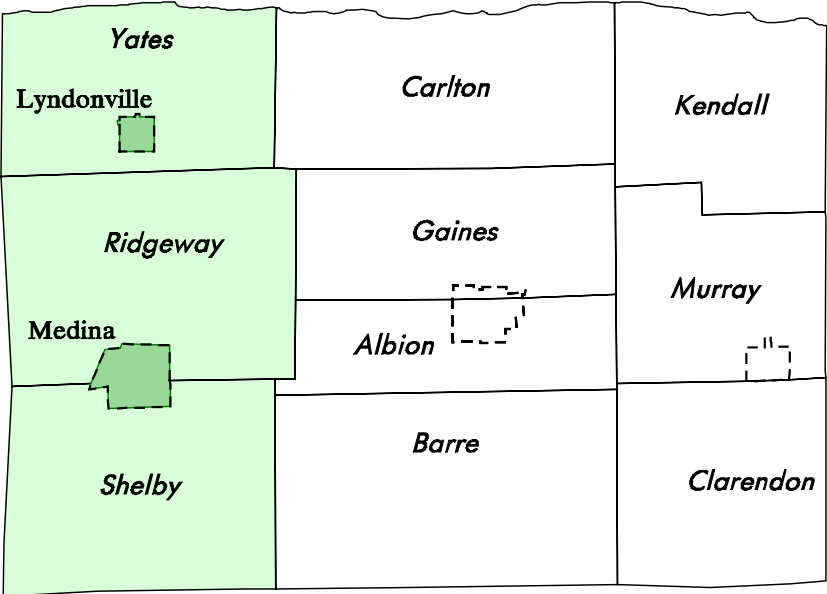 Yates
Carlton
Lyndonville
Kendall
Ridgeway
Gaines
Murray
Medina
Albion
Barre
Shelby
Clarendon